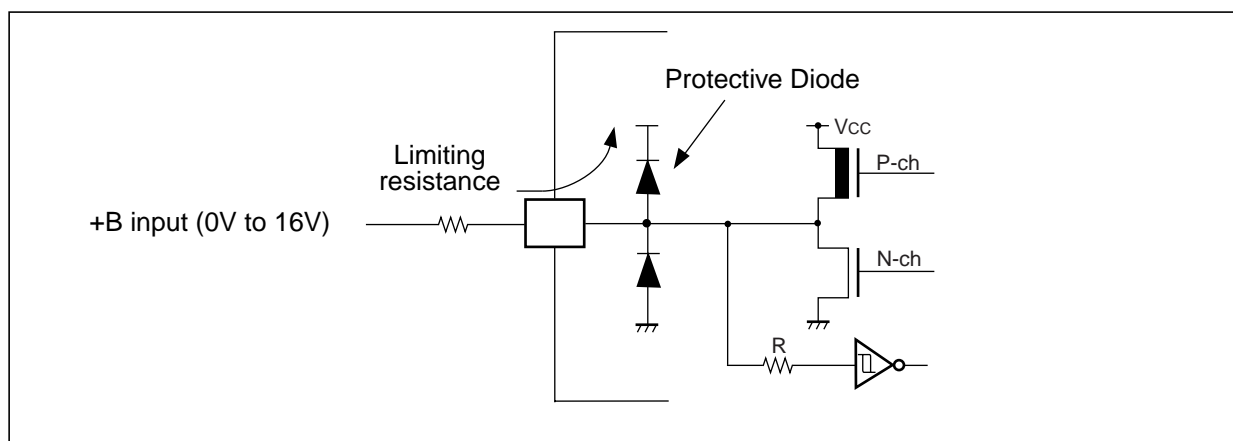 Protective Diode
VCC
Limiting
resistance
P-ch
+B input (0V to 16V)
N-ch
R